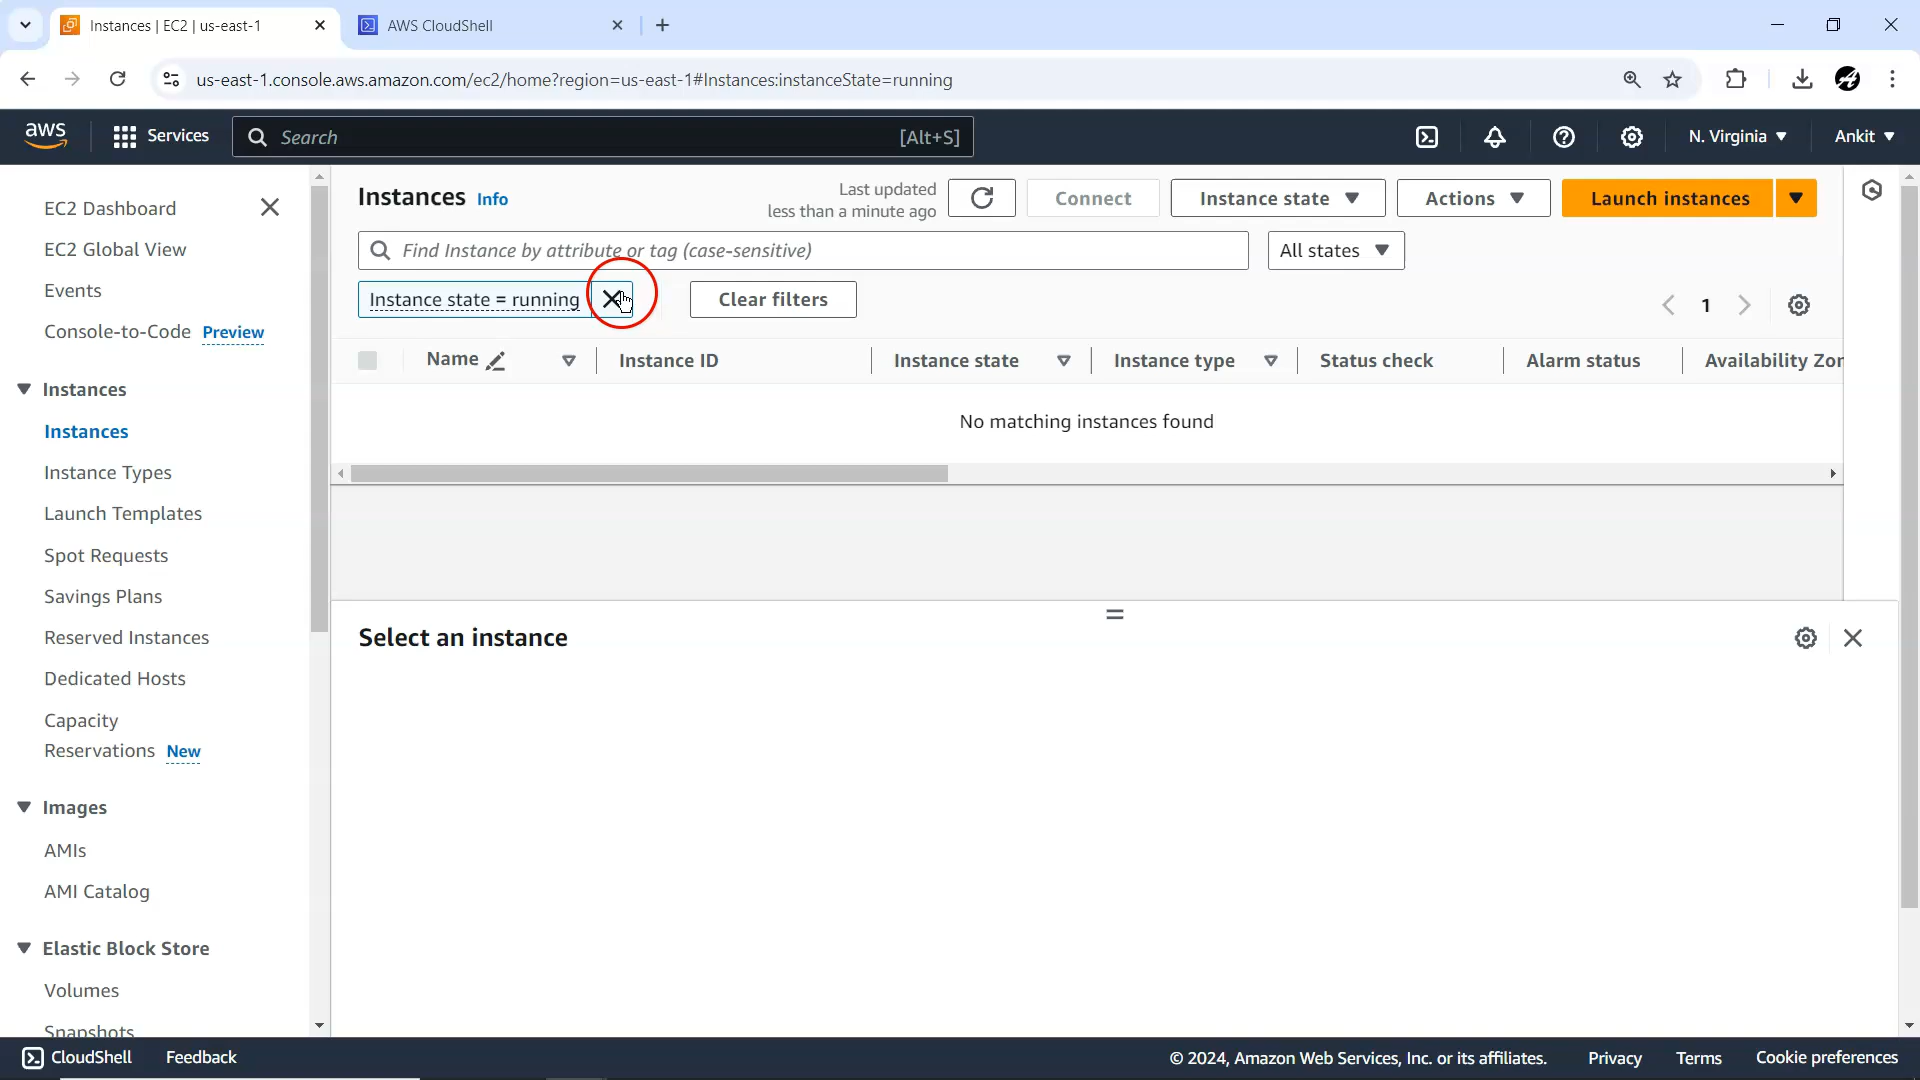 Instances | EC2 | us-east-1
AWS CloudShell
us-east-1.console.aws.amazon.com/ec2/home?region=us-east-1#Instances:instanceState=running
aws
Services
Search
[Alt+S]
N. Virginia
Ankit
EC2 Dashboard
EC2 Global View
Events
Console-to-Code Preview
Instances
Instances
Instance Types
Launch Templates
Spot Requests
Savings Plans
Reserved Instances
Dedicated Hosts
Capacity
Reservations New
Images
AMIs
AMI Catalog
Elastic Block Store
Volumes
Snapshots
Instances Info
Last updated
less than a minute ago
Connect
Instance state
Actions
Launch instances
Find Instance by attribute or tag (case-sensitive)
All states
Instance state = running
Clear filters
1
Name
Instance ID
Instance state
Instance type
Status check
Alarm status
Availability Zon
No matching instances found
Select an instance
CloudShell
Feedback
© 2024, Amazon Web Services, Inc. or its affiliates.
Privacy
Terms
Cookie preferences